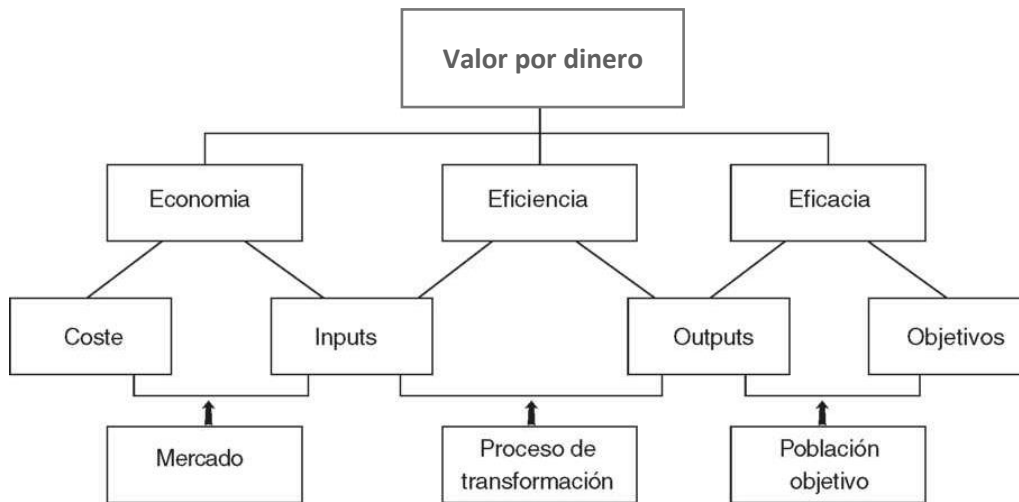 Valor por dinero
Economia
Eficiencia
Eficacia
Coste
Inputs
Outputs
Objetivos
Mercado
Proceso de
transformación
Población
objetivo